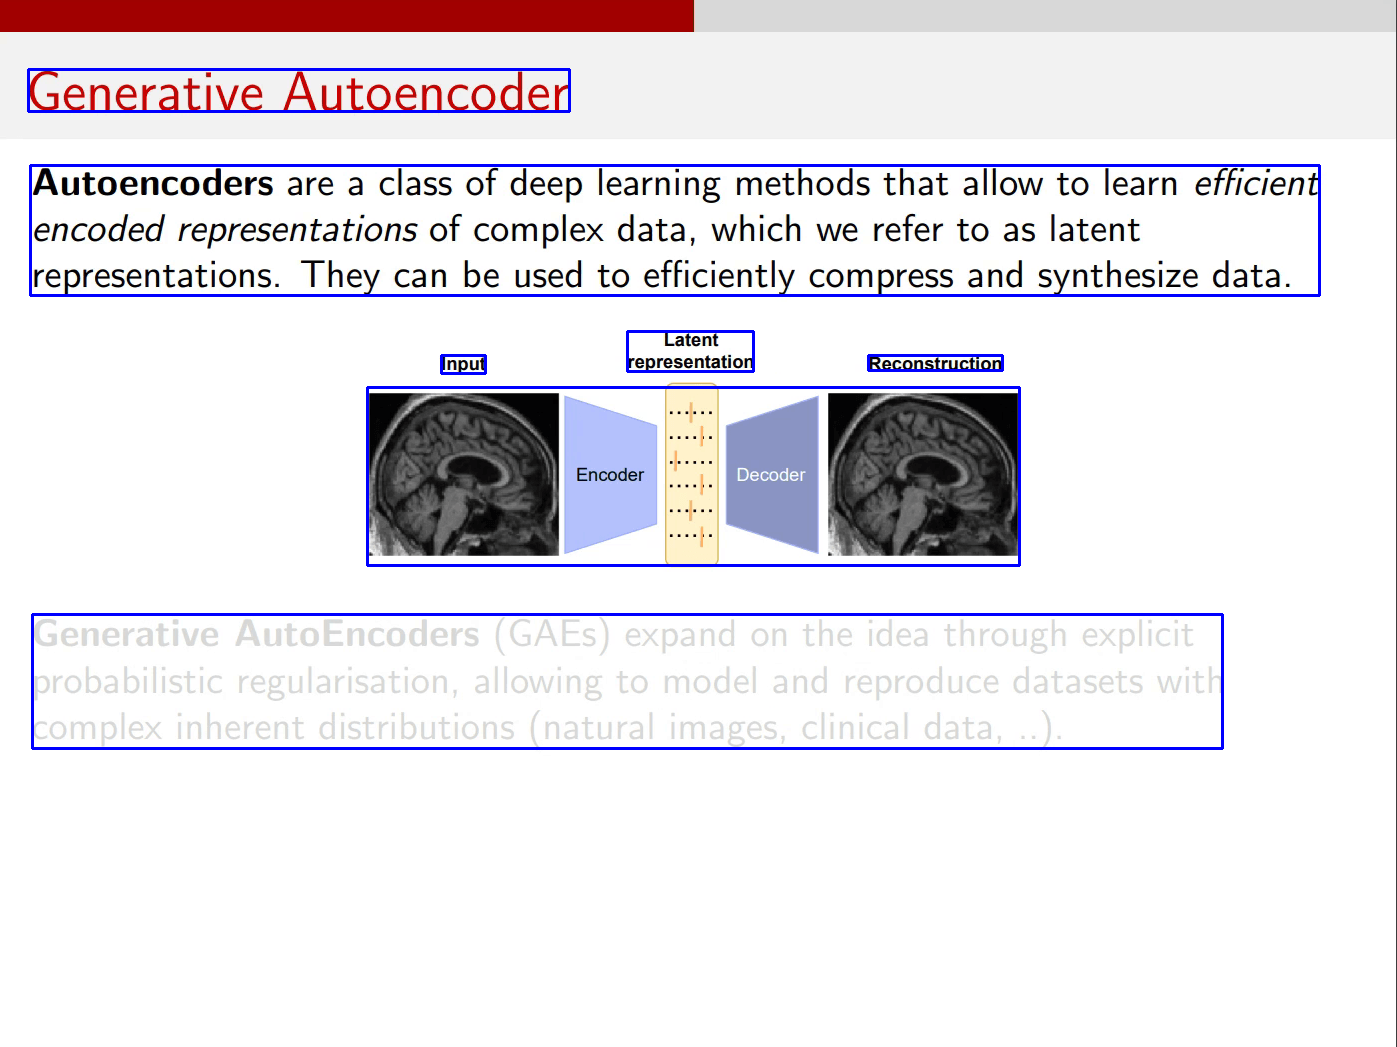 Generative Autoencoder
Autoencoders are a class of deep learning methods that allow to learn efficient
encoded representations of complex data, which we refer to as latent
representations. They can be used to efficiently compress and synthesize data.
Input
Latent
representation
Reconstruction
Encoder
Decoder
Generative AutoEncoders (GAEs) expand on the idea through explicit
probabilistic regularisation, allowing to model and reproduce datasets with
complex inherent distributions (natural images, clinical data, ..).